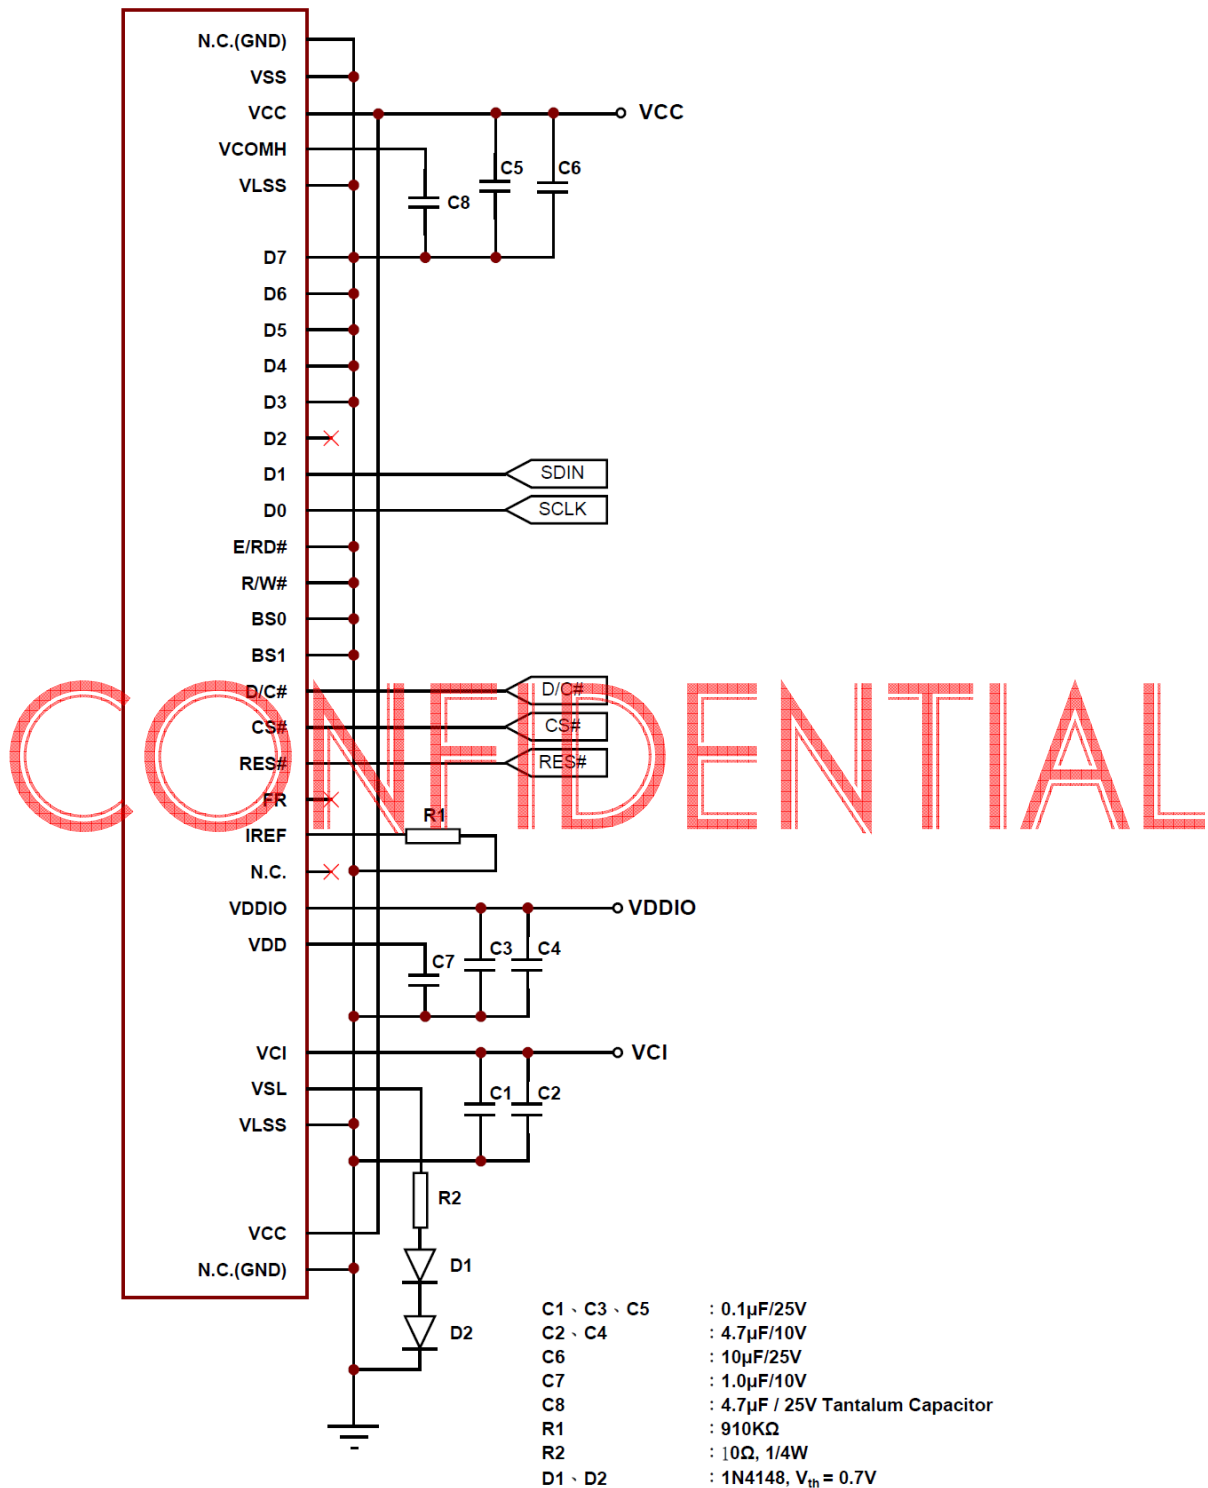 N.C.(GND)
VSS
VCC
VCC
VCOMH
C5
C6
VLSS
C8
D7
D6
D5
D4
D3
D2
D1
SDIN
D0
SCLK
E/RD#
R/W#
BS0
BS1
D/C#
D/C#
CS#
CS#
RES#
RES#
CONFIDENTIAL
FR
R1
IREF
N.C.
VDDIO
VDDIO
VDD
C7
C3
C4
VCI
VCI
VSL
C1
C2
VLSS
R2
VCC
N.C.(GND)
D1
D2
C1、C3、C5 : 0.1μF/25V
C2、C4 : 4.7μF/10V
C6 : 10μF/25V
C7 : 1.0μF/10V
C8 : 4.7μF / 25V Tantalum Capacitor
R1 : 910KΩ
R2 : 10Ω, 1/4W
D1、D2 : 1N4148, Vth = 0.7V